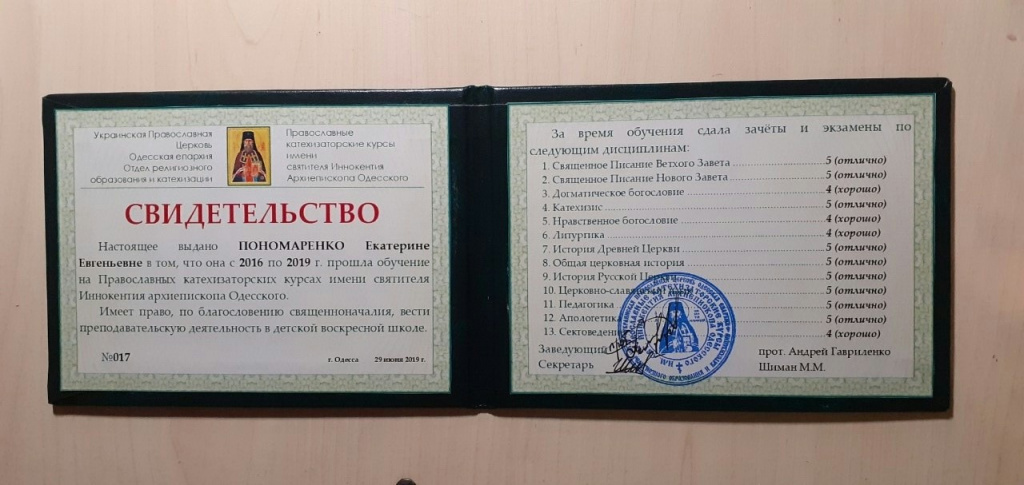 Украинская Православная
Церковь
Одесская епархия
Отдел религиозного
образования и катехизации
Православные
катехизаторские курсы
имени
святителя Иннокентия
Архиепископа Одесского
СВИДЕТЕЛЬСТВО
Настоящее выдано ПОНОМАРЕНКО Екатерине
Евгеньевне в том, что она с 2016 по 2019 г. прошла обучение
на Православных катехизаторских курсах имени святителя
Иннокентия архиепископа Одесского.
Имеет право, по благословению священноначалия, вести
преподавательскую деятельность в детской воскресной школе.
№017 г. Одесса 29 июня 2019 г.
За время обучения сдала зачёты и экзамены по
следующим дисциплинам:
1. Священное Писание Ветхого Завета 5 (отлично)
2. Священное Писание Нового Завета 5 (отлично)
3. Догматическое богословие 4 (хорошо)
4. Катехизис 5 (отлично)
5. Нравственное богословие 4 (хорошо)
6. Литургика 4 (хорошо)
7. История Древней Церкви 5 (отлично)
8. Общая церковная история 5 (отлично)
9. История Русской 5 (отлично)
10. 5 (отлично)
11. Педагогика 5 (отлично)
12. Апологетика 5 (отлично)
13. Сектоведение 4 (хорошо)
Заведующий прот. Андрей Гавриленко
Секретарь Шиман М.М.